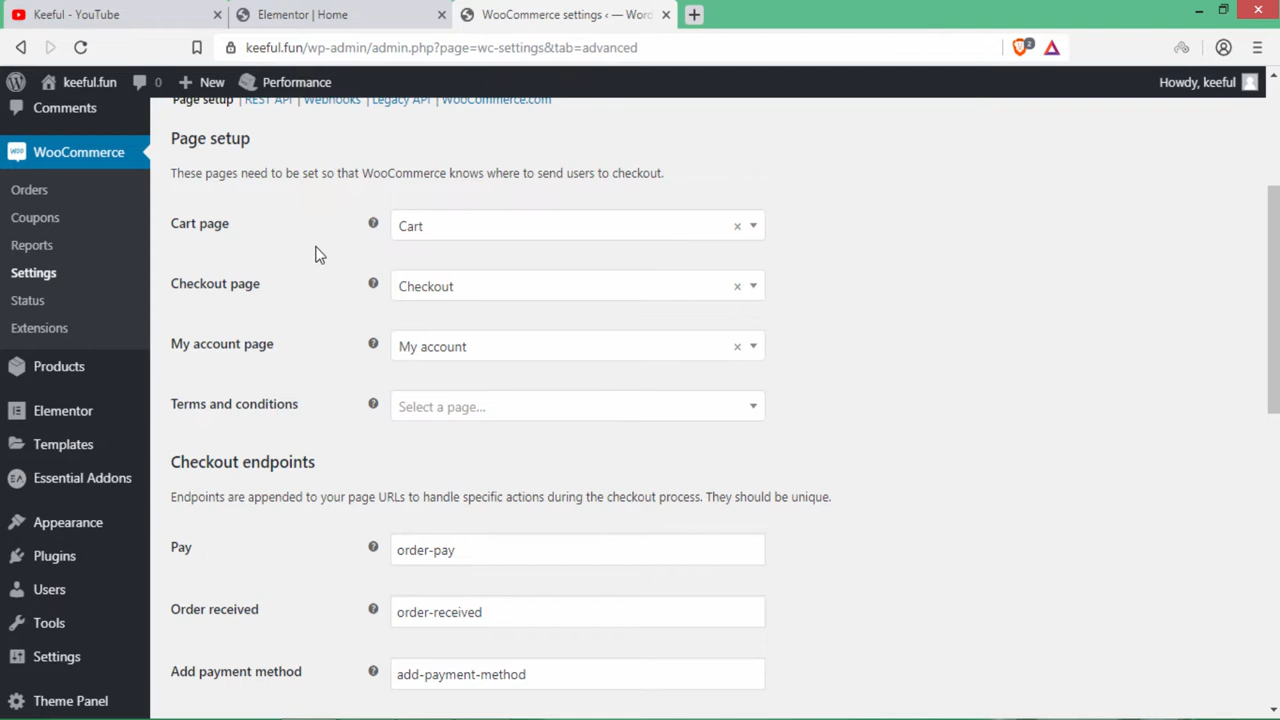 Keeful - YouTube
Elementor | Home
WooCommerce settings ‹ — Word
keeful.fun/wp-admin/admin.php?page=wc-settings&tab=advanced
2
keeful.fun
0
New
Performance
Howdy, keeful
Comments
WooCommerce
Orders
Coupons
Reports
Settings
Status
Extensions
Products
Elementor
Templates
EA Essential Addons
Appearance
Plugins
Users
Tools
Settings
Theme Panel
Page setup | REST API | Webhooks | Legacy API | WooCommerce.com
Page setup
These pages need to be set so that WooCommerce knows where to send users to checkout.
Cart page
Cart
Checkout page
Checkout
My account page
My account
Terms and conditions
Select a page...
Checkout endpoints
Endpoints are appended to your page URLs to handle specific actions during the checkout process. They should be unique.
Pay
order-pay
Order received
order-received
Add payment method
add-payment-method